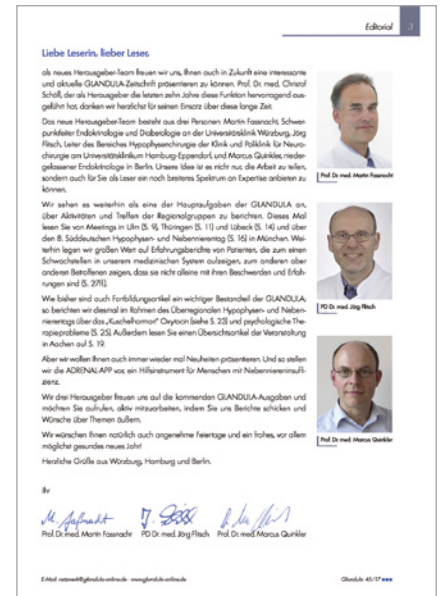 Editorial 3
Liebe Leserin, lieber Leser,
als neues Herausgeber-Team freuen wir uns, Ihnen auch in Zukunft eine interessante
und aktuelle GLANDULA-Zeitschrift präsentieren zu können. Prof. Dr. med. Christof
Schöfl, der als Herausgeber die letzten zehn Jahre diese Funktion hervorragend aus-
geführt hat, danken wir herzlichst für seinen Einsatz über diese lange Zeit.
Das neue Herausgeber-Team besteht aus drei Personen: Martin Fassnacht, Schwer-
punktleiter Endokrinologie und Diabetologie an der Universitätsklinik Würzburg, Jörg
Flitsch, Leiter des Bereiches Hypophysenchirurgie der Klinik und Poliklinik für Neuro-
chirurgie am Universitätsklinikum Hamburg-Eppendorf, und Marcus Quinkler, nieder-
gelassener Endokrinologe in Berlin. Unsere Idee ist es nicht nur, die Arbeit zu teilen,
sondern auch für Sie als Leser ein noch breiteres Spektrum an Expertise anbieten zu
können.
Wir sehen es weiterhin als eine der Hauptaufgaben der GLANDULA an,
über Aktivitäten und Treffen der Regionalgruppen zu berichten. Dieses Mal
lesen Sie von Meetings in Ulm (S. 9), Thüringen (S. 11) und Lübeck (S. 14) und über
den 8. Süddeutschen Hypophysen- und Nebennierentag (S. 16) in München. Wei-
terhin legen wir großen Wert auf Erfahrungsberichte von Patienten, die zum einen
Schwachstellen in unserem medizinischen System aufzeigen, zum anderen aber
anderen Betroffenen zeigen, dass sie nicht alleine mit ihren Beschwerden und Erfah-
rungen sind (S. 27ff).
Wie bisher sind auch Fortbildungsartikel ein wichtiger Bestandteil der GLANDULA;
so berichten wir diesmal im Rahmen des Überregionalen Hypophysen- und Neben-
nierentags über das „Kuschelhormon" Oxytocin (siehe S. 23) und psychologische The-
rapieprobleme (S. 25). Außerdem lesen Sie einen Übersichtsartikel der Veranstaltung
in Aachen auf S. 19.
Aber wir wollen Ihnen auch immer wieder mal Neuheiten präsentieren. Und so stellen
wir die ADRENAL-APP vor, ein Hilfsinstrument für Menschen mit Nebenniereninsuffi-
zienz.
Wir drei Herausgeber freuen uns auf die kommenden GLANDULA-Ausgaben und
möchten Sie aufrufen, aktiv mitzuarbeiten, indem Sie uns Berichte schicken und
Wünsche über Themen äußern.
Wir wünschen Ihnen natürlich auch angenehme Feiertage und ein frohes, vor allem
möglichst gesundes neues Jahr!
Herzliche Grüße aus Würzburg, Hamburg und Berlin.
Ihr
Prof. Dr. med. Martin Fassnacht PD Dr. med. Jörg Flitsch Prof. Dr. med. Marcus Quinkler
Prof. Dr. med. Martin Fassnacht
PD Dr. med. Jörg Flitsch
Prof. Dr. med. Marcus Quinkler
E-Mail: netzwerk@glandula-online.de · www.glandula-online.de Glandula 45/17